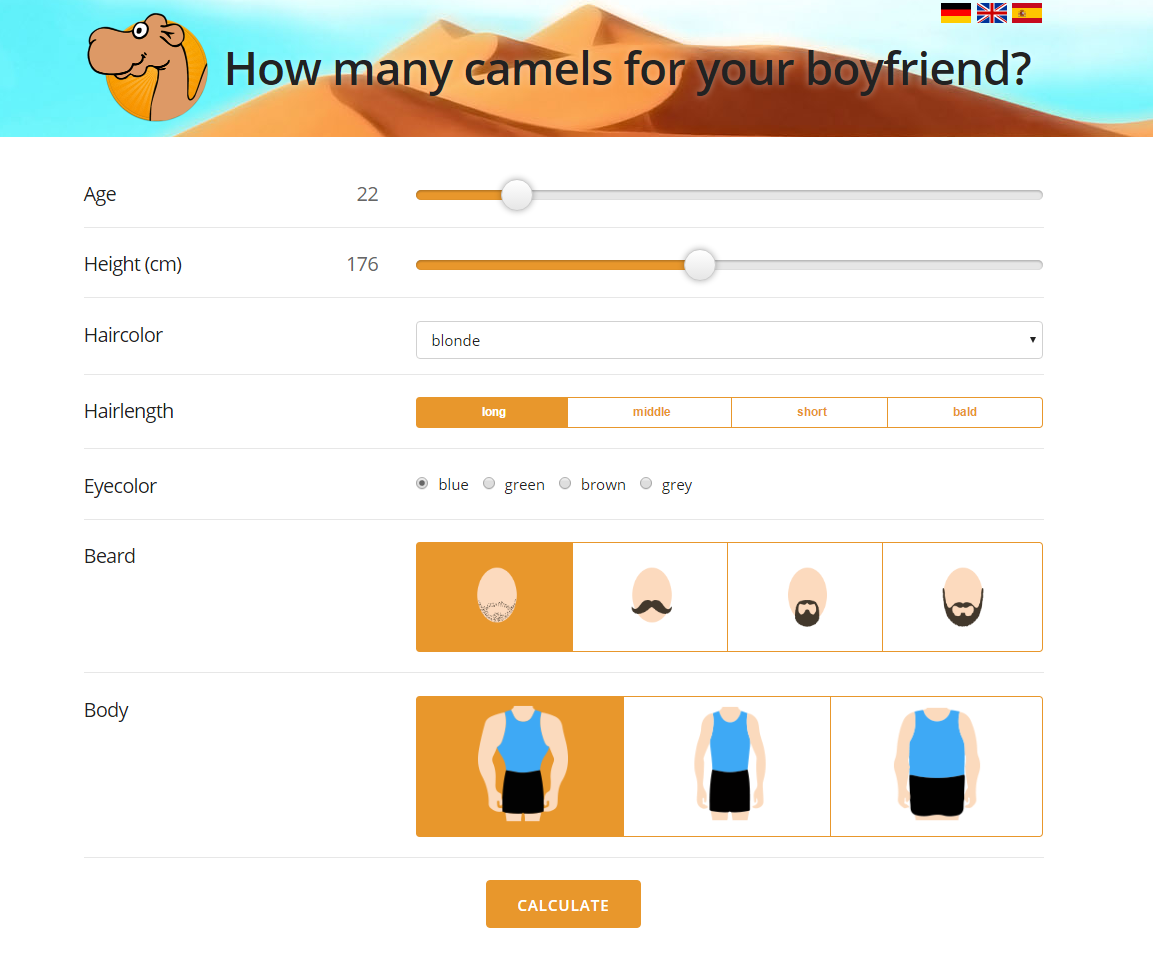 How many camels for your boyfriend?
Age 22
Height (cm) 176
Haircolor blonde
Hairlength long middle short bald
Eyecolor blue green brown grey
Beard
Body
CALCULATE